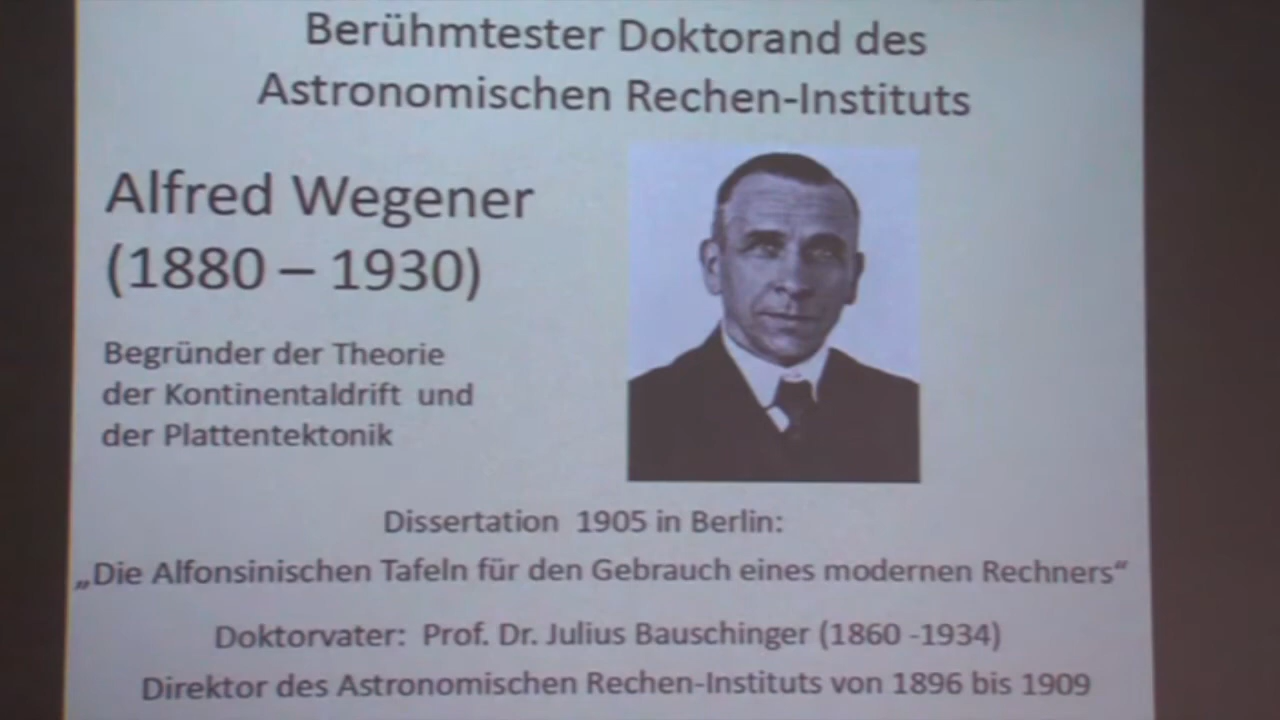 Berühmtester Doktorand des
Astronomischen Rechen-Instituts
Alfred Wegener
(1880 – 1930)
Begründer der Theorie
der Kontinentaldrift und
der Plattentektonik
Dissertation 1905 in Berlin:
„Die Alfonsinischen Tafeln für den Gebrauch eines modernen Rechners“
Doktorvater: Prof. Dr. Julius Bauschinger (1860 -1934)
Direktor des Astronomischen Rechen-Instituts von 1896 bis 1909